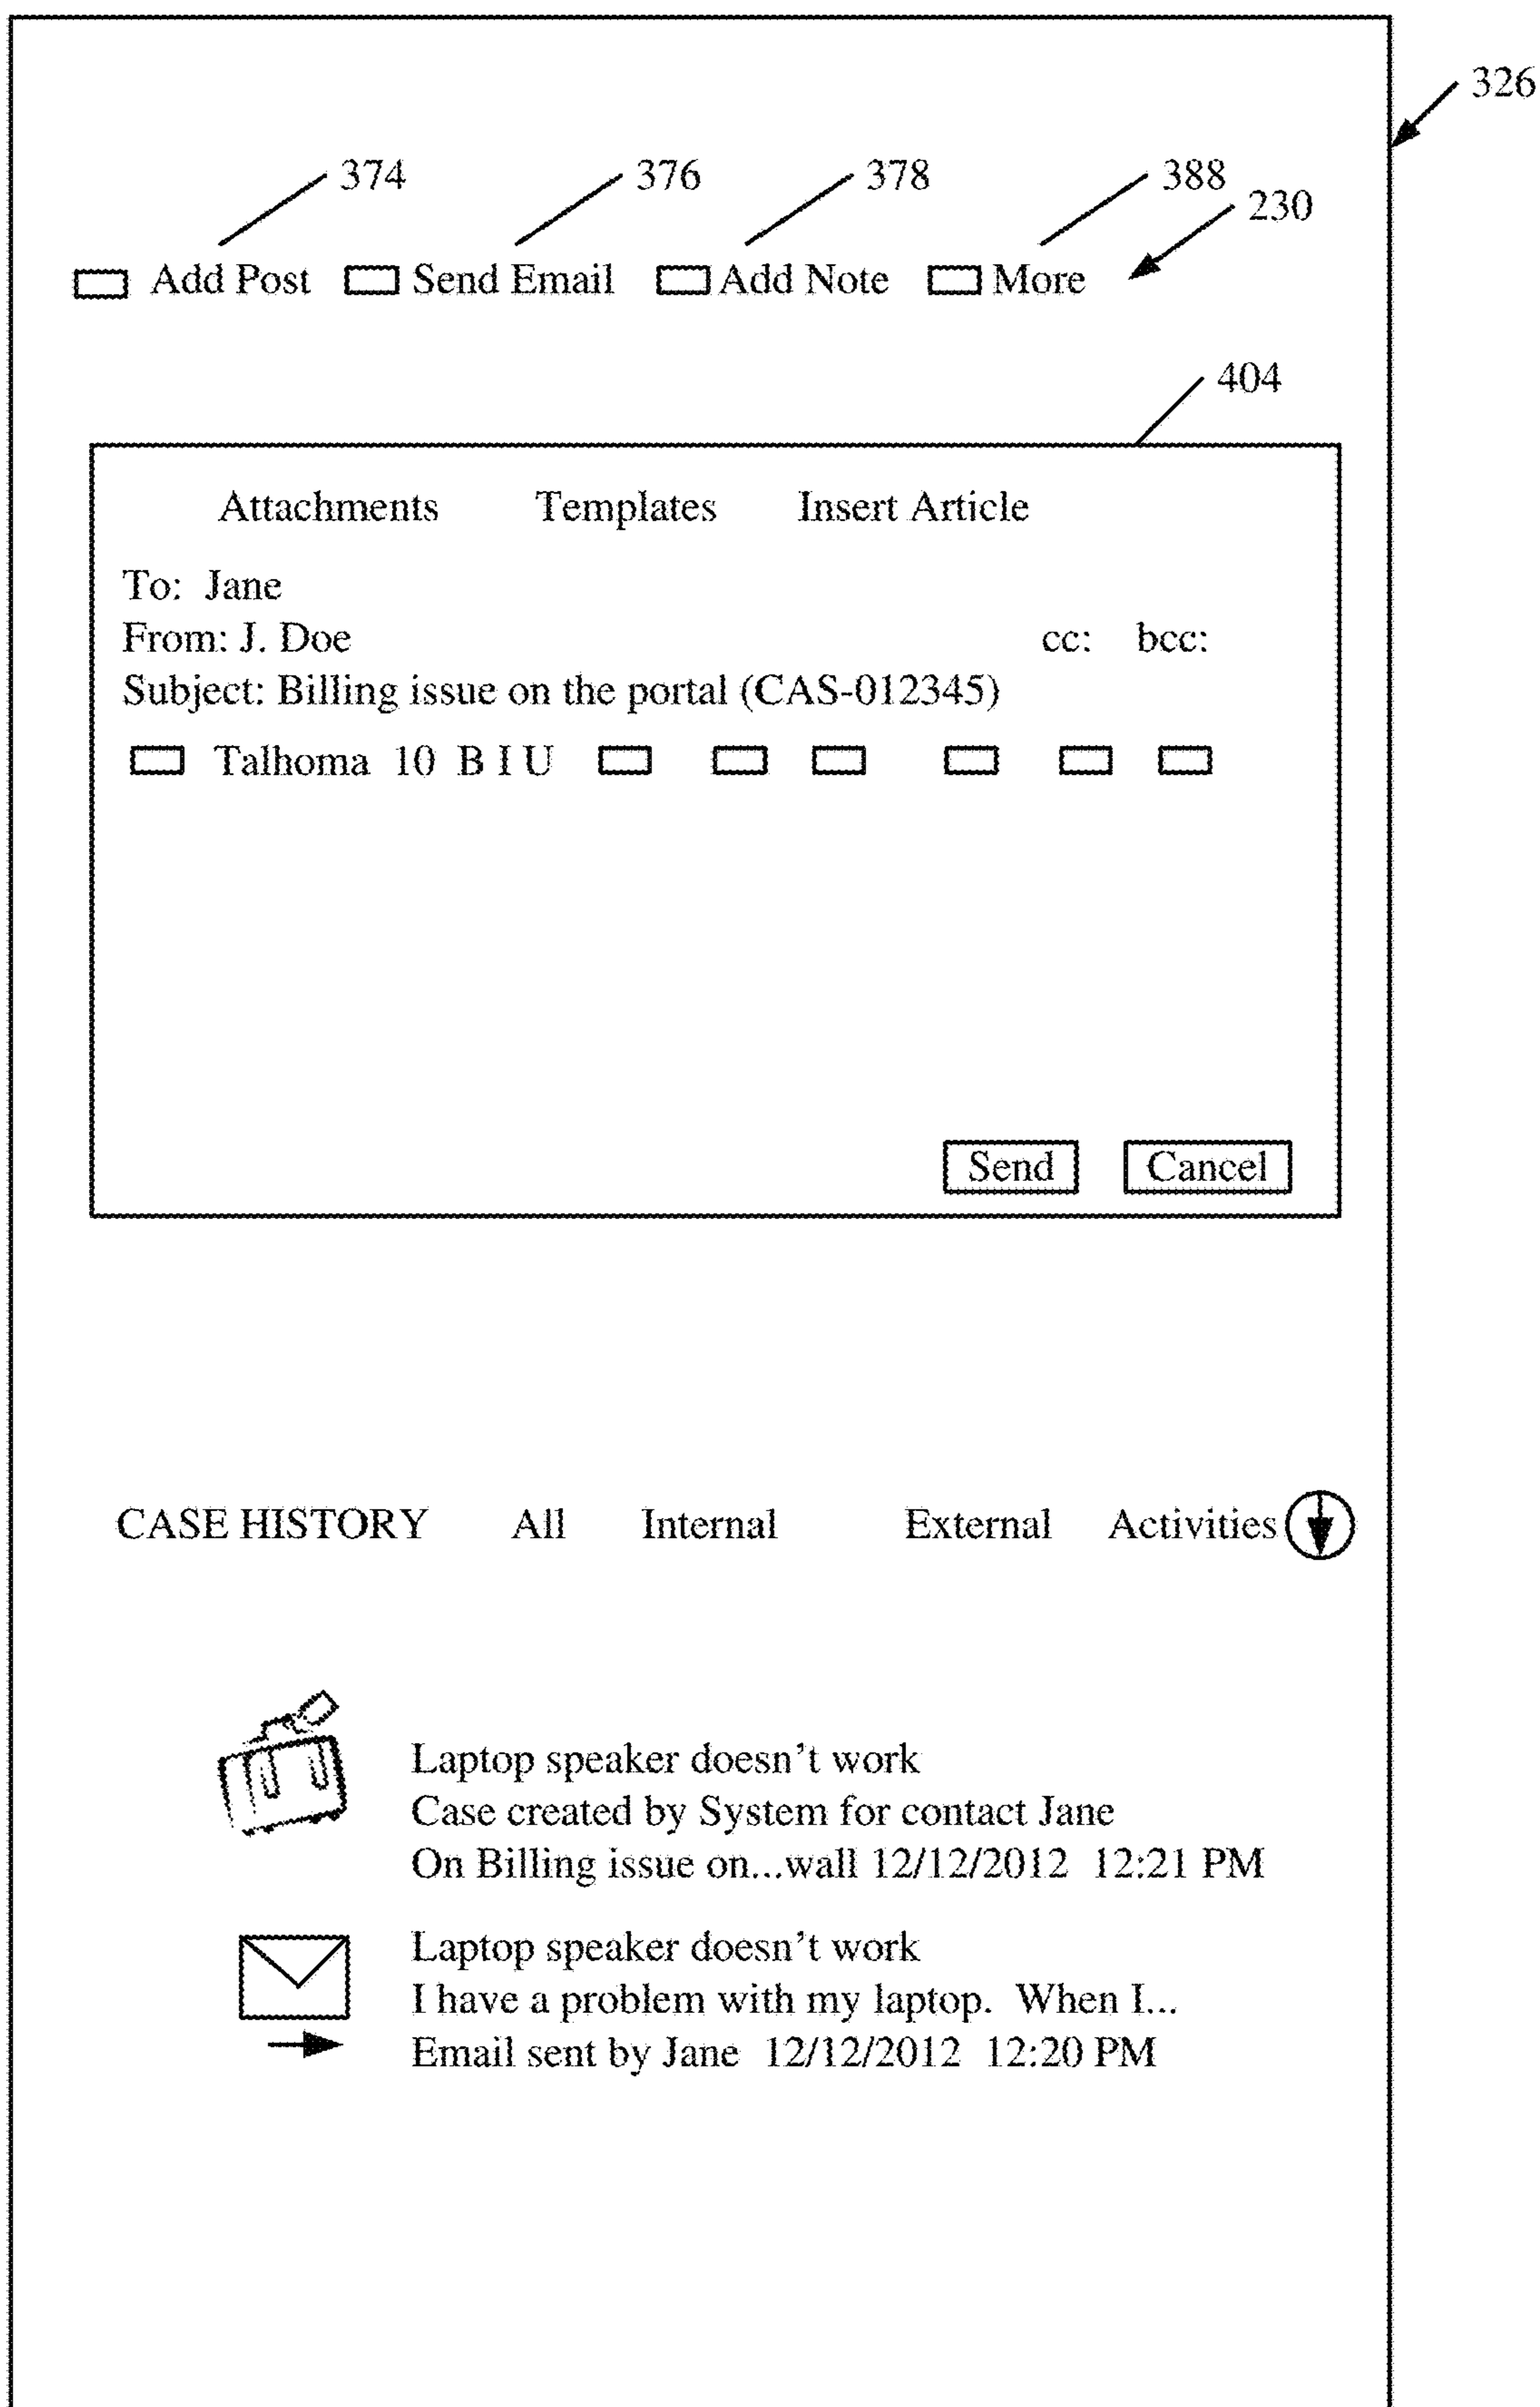 326
374 376 378 388
230
Add Post Send Email Add Note More
404
Attachments Templates Insert Article
To: Jane
From: J. Doe cc: bcc:
Subject: Billing issue on the portal (CAS-012345)
Talhoma 10 B I U
Send Cancel
CASE HISTORY All Internal External Activities
Laptop speaker doesn't work
Case created by System for contact Jane
On Billing issue on...wall 12/12/2012 12:21 PM
Laptop speaker doesn't work
I have a problem with my laptop. When I...
Email sent by Jane 12/12/2012 12:20 PM